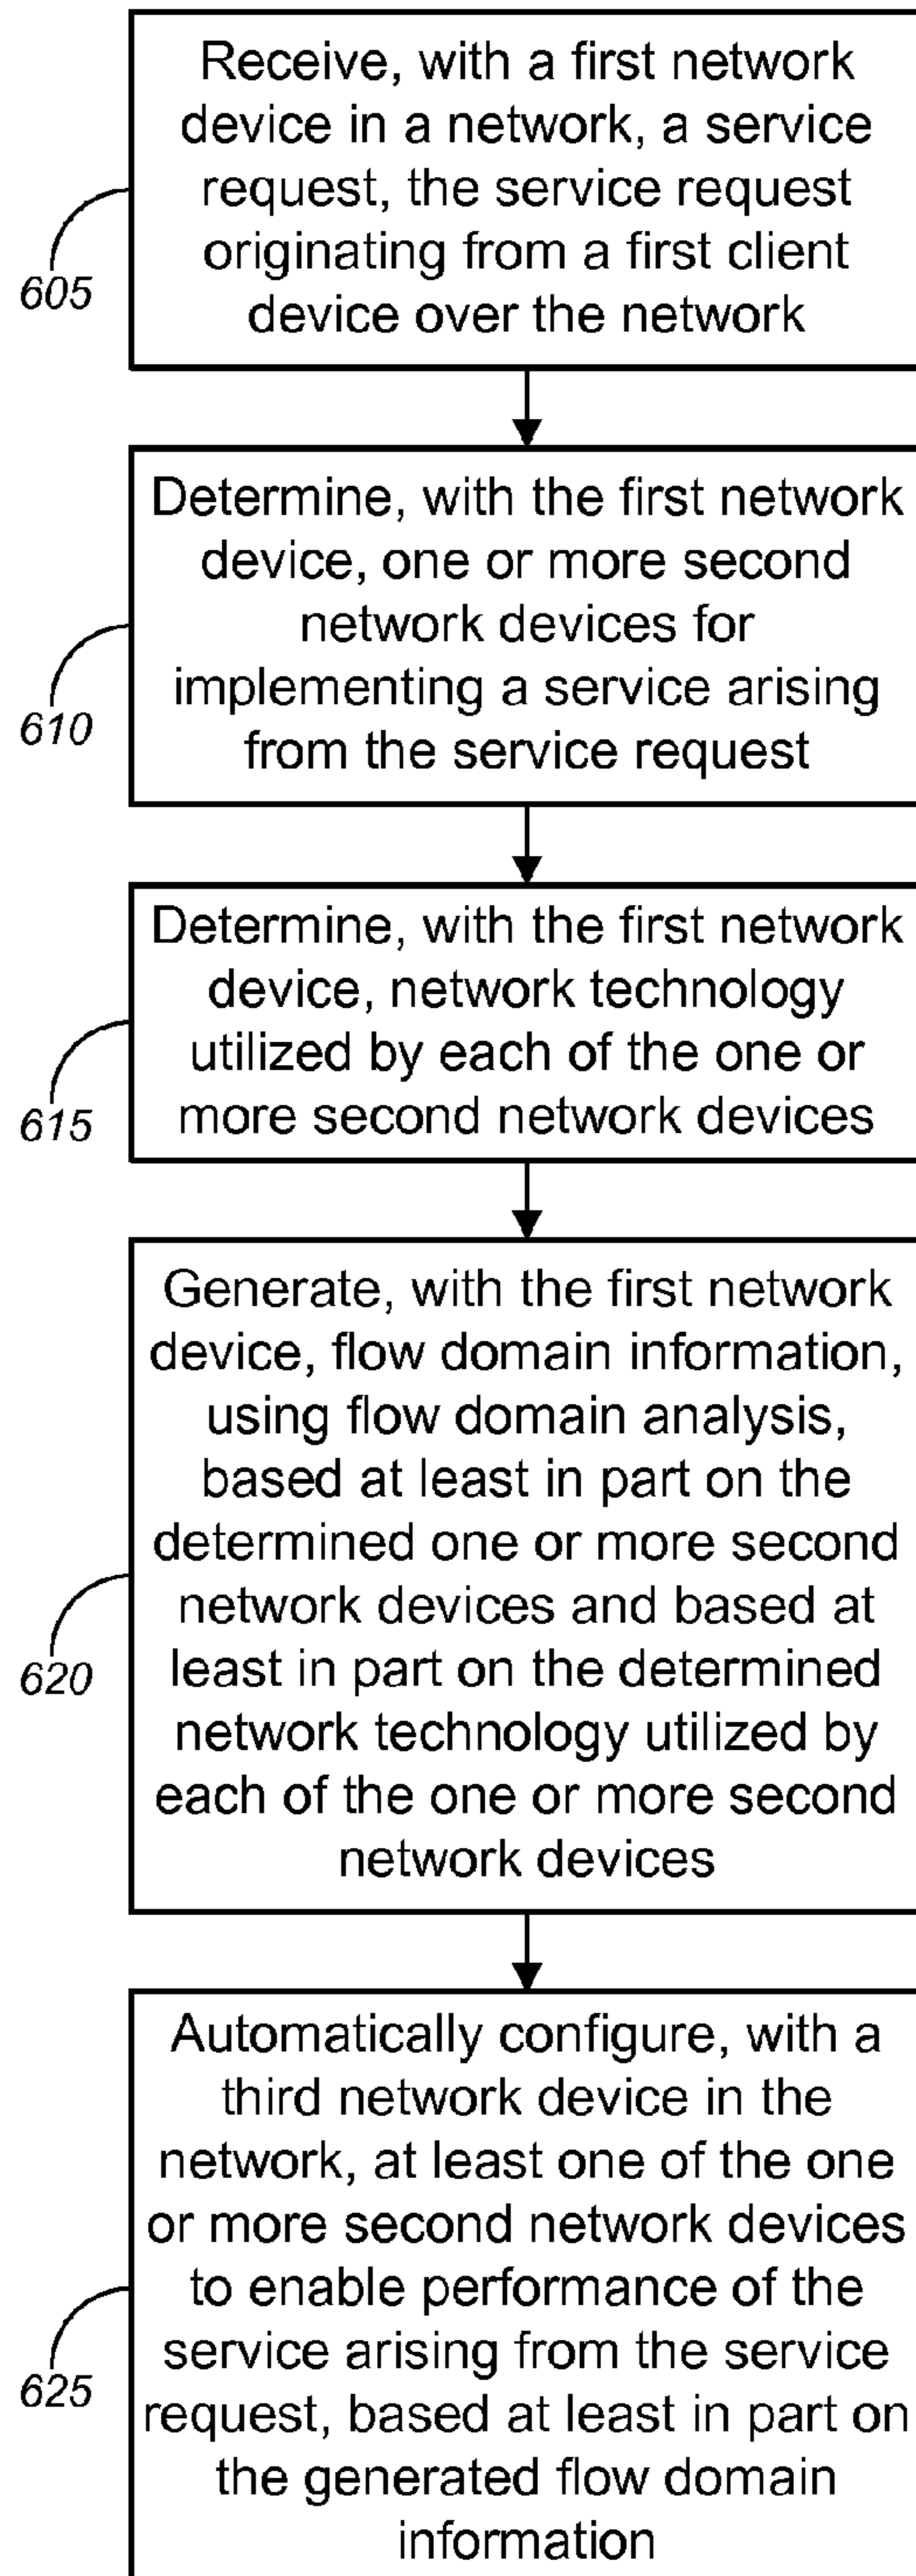 Receive, with a first network
device in a network, a service
request, the service request
originating from a first client
device over the network
605
Determine, with the first network
device, one or more second
network devices for
implementing a service arising
from the service request
610
Determine, with the first network
device, network technology
utilized by each of the one or
more second network devices
615
Generate, with the first network
device, flow domain information,
using flow domain analysis,
based at least in part on the
determined one or more second
network devices and based at
least in part on the determined
network technology utilized by
each of the one or more second
network devices
620
Automatically configure, with a
third network device in the
network, at least one of the one
or more second network devices
to enable performance of the
service arising from the service
request, based at least in part on
the generated flow domain
information
625